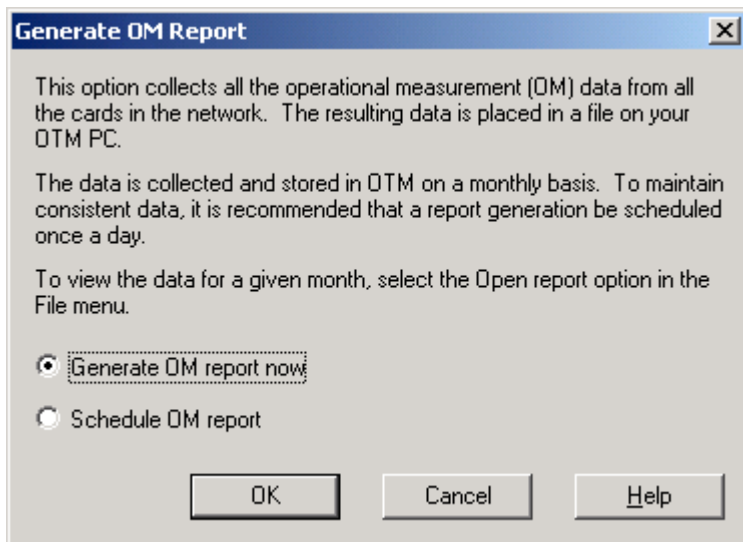 Generate OM Report
This option collects all the operational measurement (OM) data from all
the cards in the network.  The resulting data is placed in a file on your
OTM PC.
The data is collected and stored in OTM on a monthly basis.  To maintain
consistent data, it is recommended that a report generation be scheduled
once a day.
To view the data for a given month, select the Open report option in the
File menu.
Generate OM report now
Schedule OM report
OK
Cancel
Help